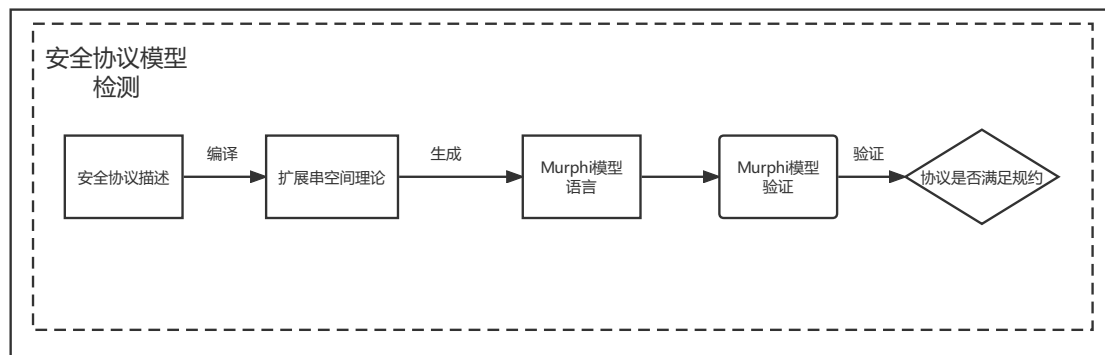 安全协议模型
检测
安全协议描述
编译
扩展串空间理论
生成
Murphi模型
语言
Murphi模型
验证
验证
协议是否满足规约